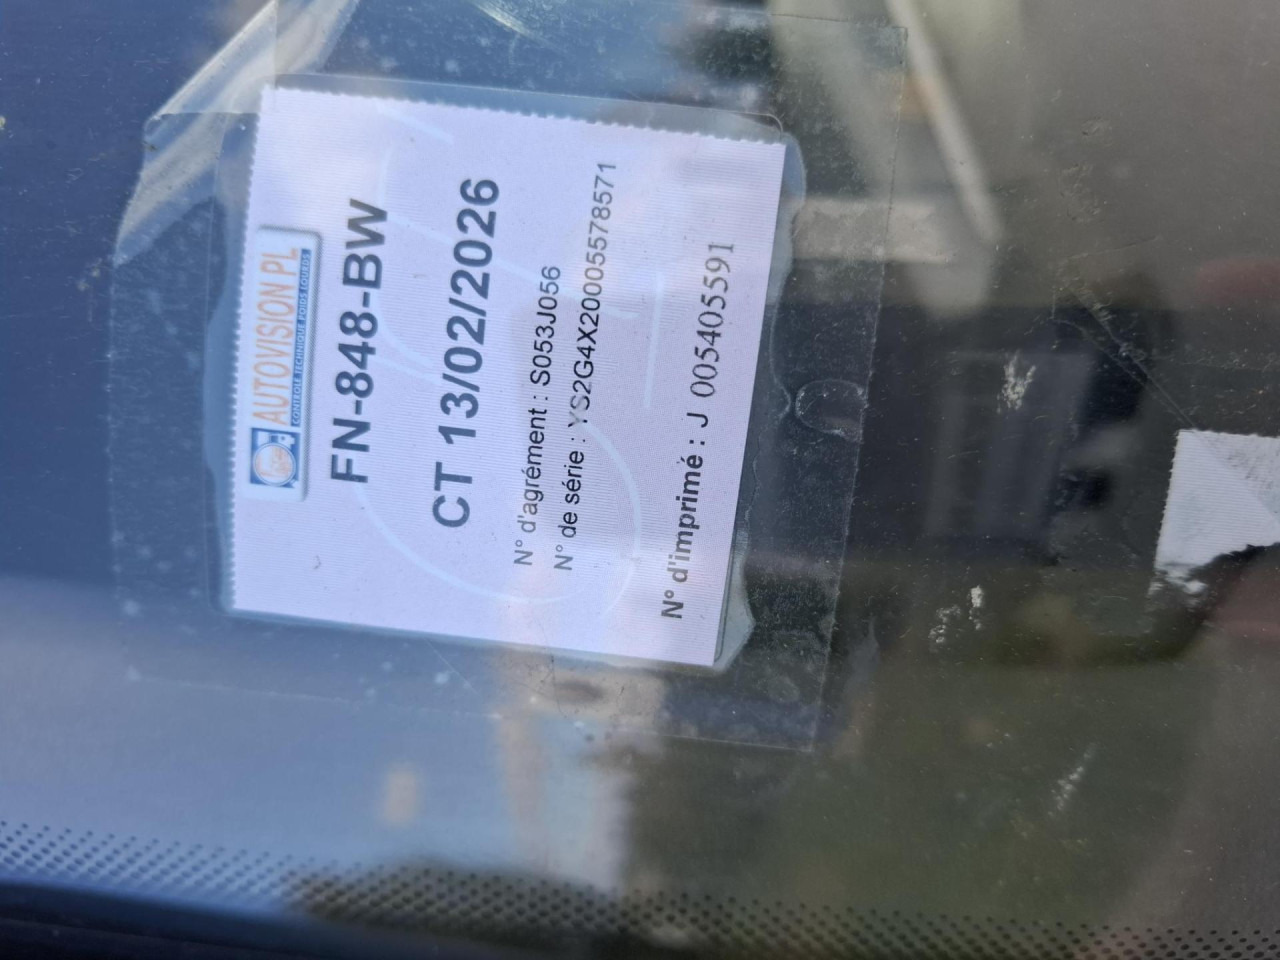 AUTOVISION PL
CONTROLE TECHNIQUE POIDS LOURDS
FN-848-BW
CT 13/02/2026
N° d'agrément : S053J056
N° de série : YS2G4X20005578571
N° d'imprimé : J 005405591